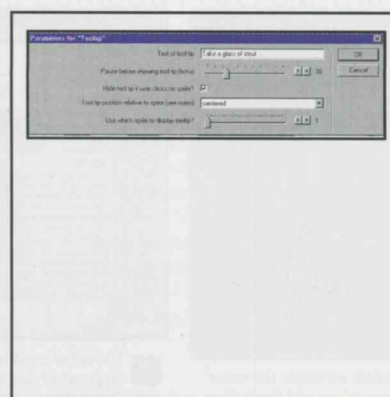 Parameters for "Tooltip"
Text of tool tip Take a glass of stout OK
Pause before showing tool tip (ticks) 30 Cancel
Hide tool tip if user clicks on sprite?
Tool tip position relative to sprite (see notes) centered
Use which sprite to display tooltip?